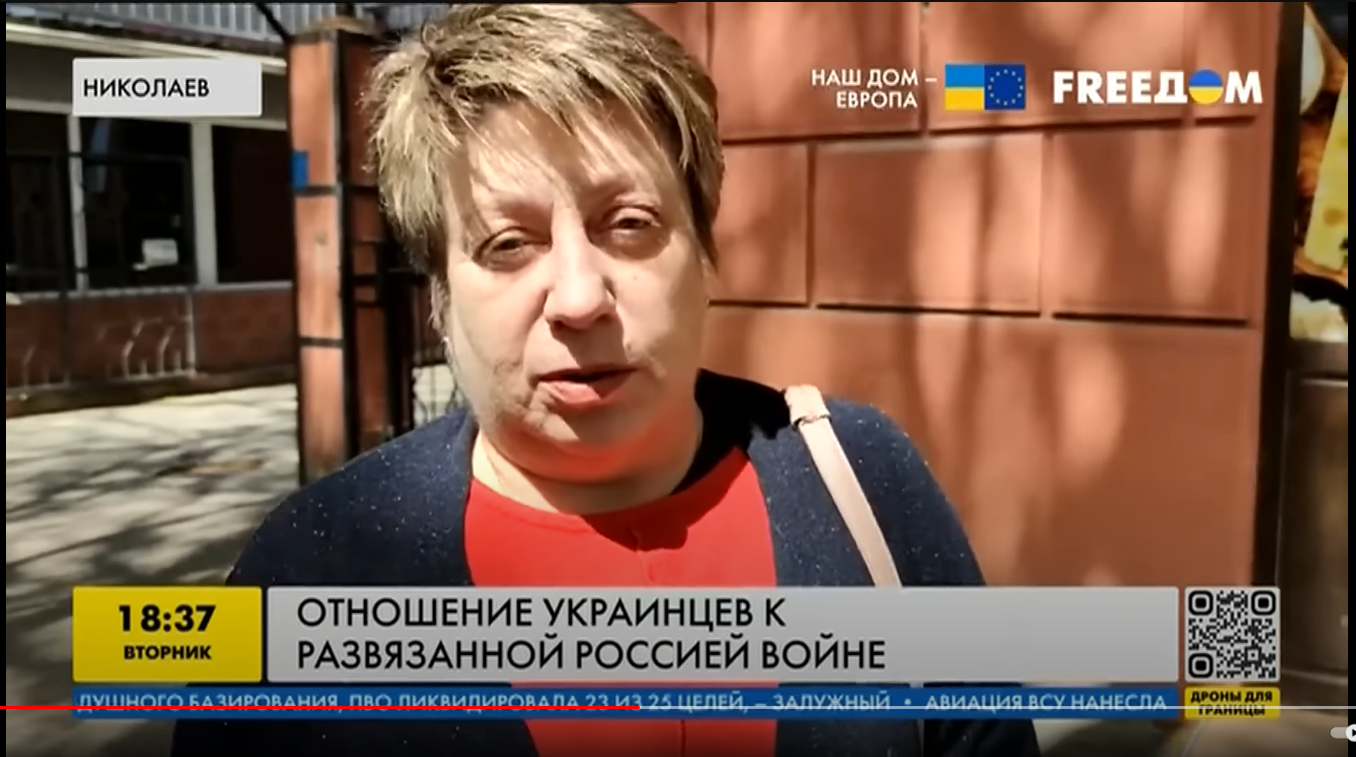 НИКОЛАЕВ
НАШ ДОМ –
ЕВРОПА
FREEДОМ
18:37
ВТОРНИК
ОТНОШЕНИЕ УКРАИНЦЕВ К
РАЗВЯЗАННОЙ РОССИЕЙ ВОЙНЕ
ДУШНОГО БАЗИРОВАНИЯ, ПВО ЛИКВИДИРОВАЛА 23 ИЗ 25 ЦЕЛЕЙ, – ЗАЛУЖНЫЙ • АВИАЦИЯ ВСУ НАНЕСЛА
ДРОНЫ ДЛЯ
ГРАНИЦЫ